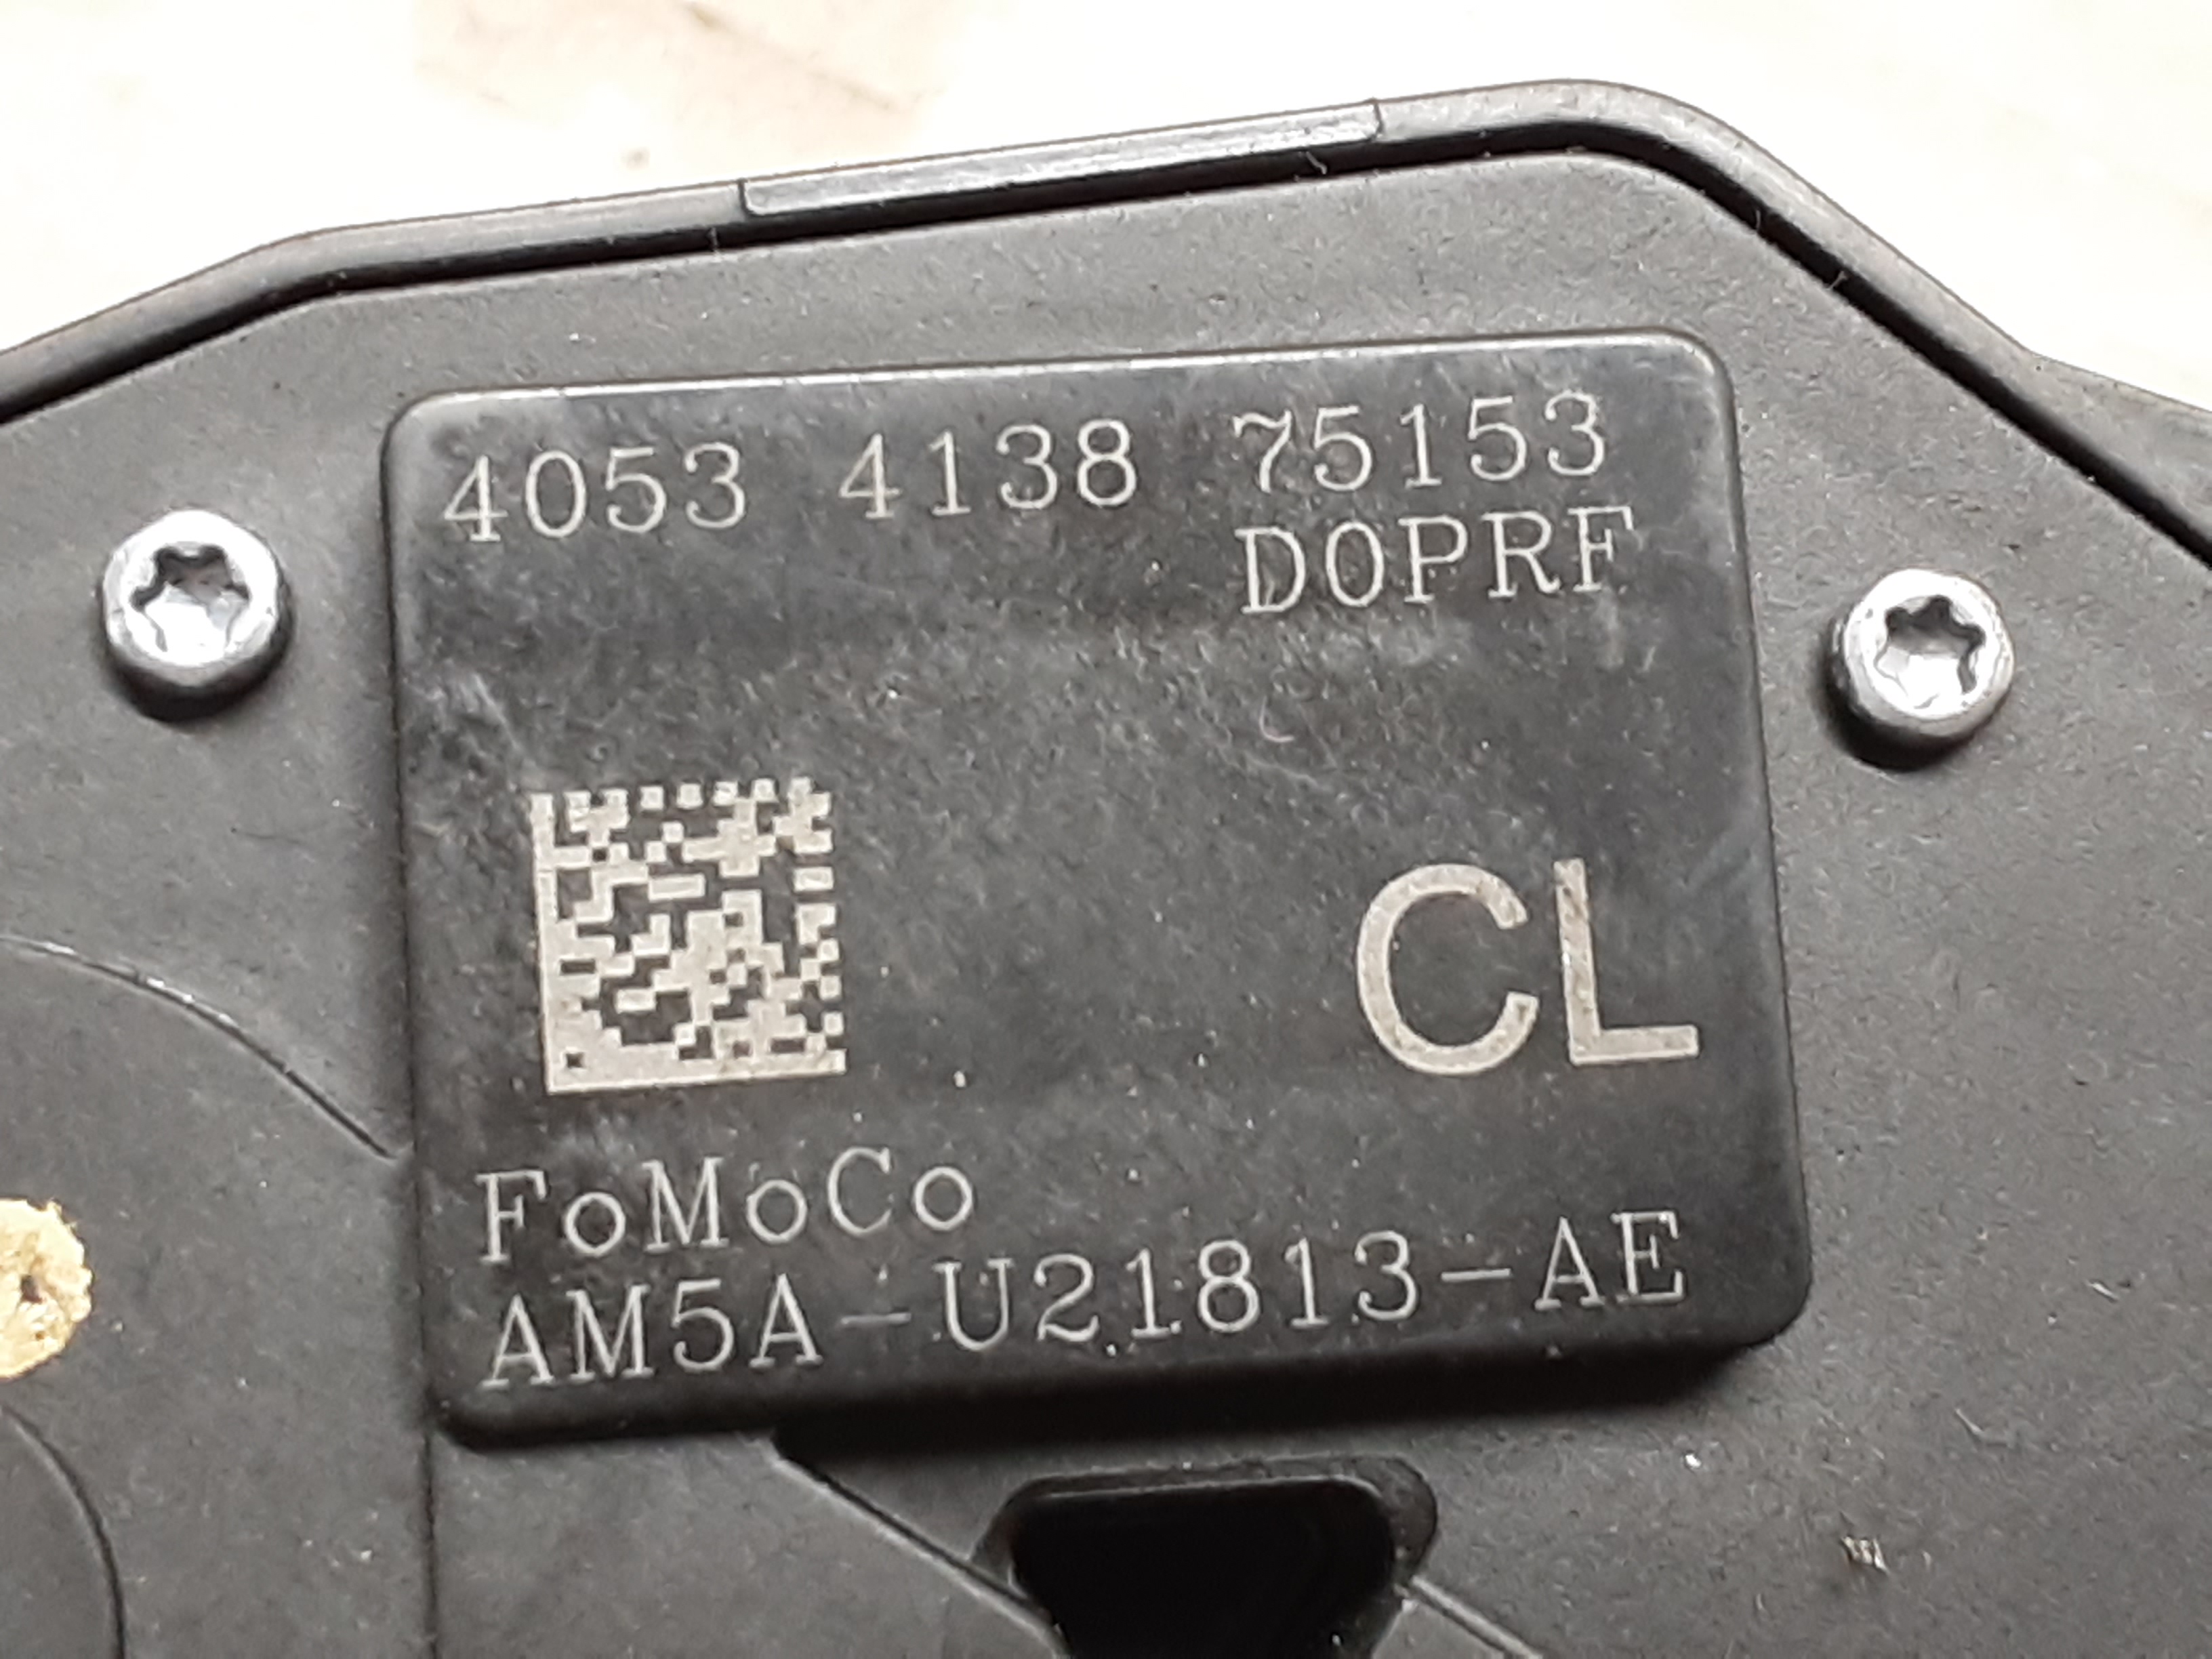 4053 4138 75153
D0PRF
CL
FoMoCo
AM5A-U21813-AE